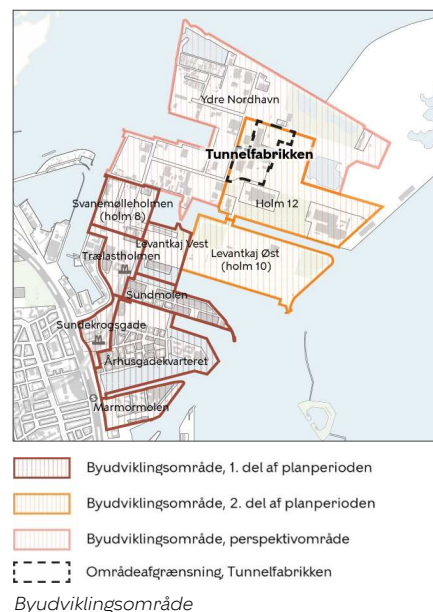 Ydre Nordhavn
Tunnelfabrikken
Svanemølleholmen
(holm 8)
Holm 12
Levantkaj Vest
Levantkaj Øst
(holm 10)
Trælastholmen
Sundmolen
Sundekrogsgade
Århusgadekvarteret
Marmormolen
Byudviklingsområde, 1. del af planperioden
Byudviklingsområde, 2. del af planperioden
Byudviklingsområde, perspektivområde
Områdeafgrænsning, Tunnelfabrikken
Byudviklingsområde